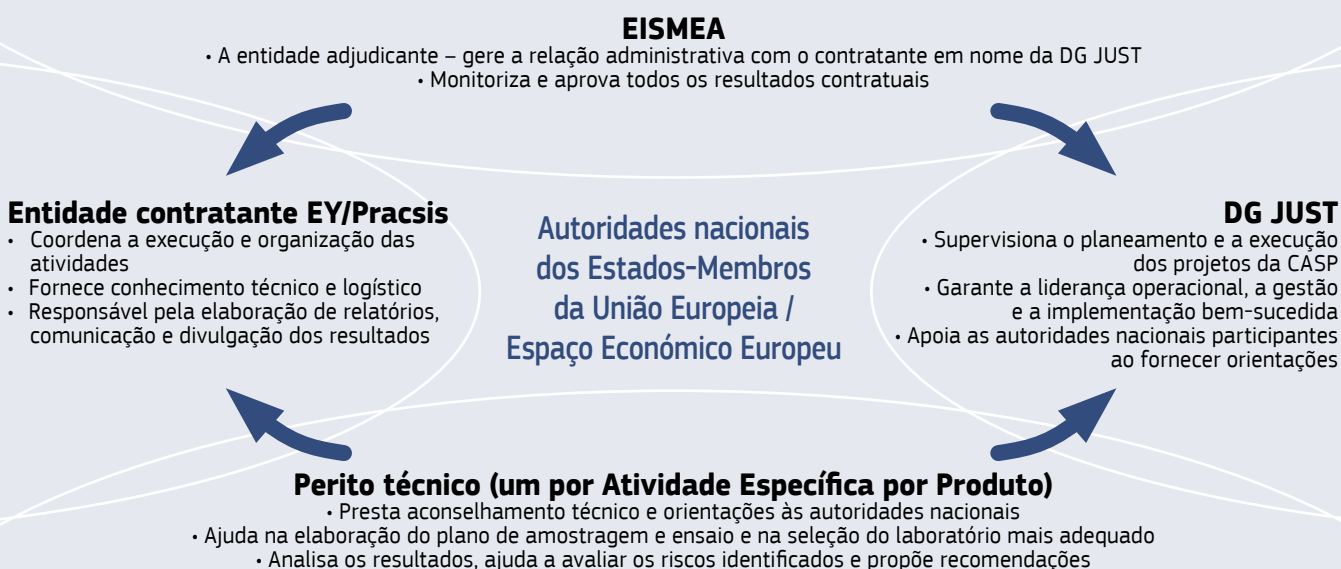 EISMEA
• A entidade adjudicante – gere a relação administrativa com o contratante em nome da DG JUST
• Monitoriza e aprova todos os resultados contratuais
Entidade contratante EY/Pracsis
• Coordena a execução e organização das
atividades
• Fornece conhecimento técnico e logístico
• Responsável pela elaboração de relatórios,
comunicação e divulgação dos resultados
Autoridades nacionais
dos Estados-Membros
da União Europeia /
Espaço Económico Europeu
DG JUST
• Supervisiona o planeamento e a execução
dos projetos da CASP
• Garante a liderança operacional, a gestão
e a implementação bem-sucedida
• Apoia as autoridades nacionais participantes
ao fornecer orientações
Perito técnico (um por Atividade Específica por Produto)
• Presta aconselhamento técnico e orientações às autoridades nacionais
• Ajuda na elaboração do plano de amostragem e ensaio e na seleção do laboratório mais adequado
• Analisa os resultados, ajuda a avaliar os riscos identificados e propõe recomendações